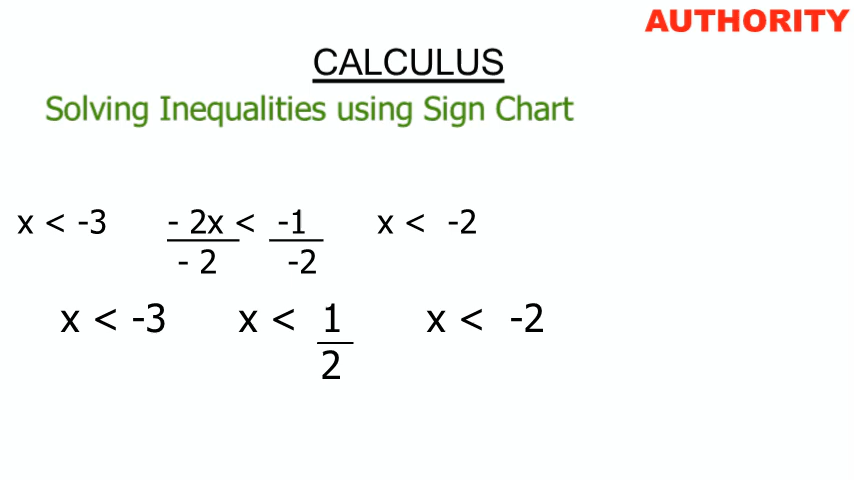 AUTHORITY
CALCULUS
Solving Inequalities using Sign Chart
x < -3 - 2x < -1 x < -2
- 2 -2
x < -3 x < 1 x < -2
2